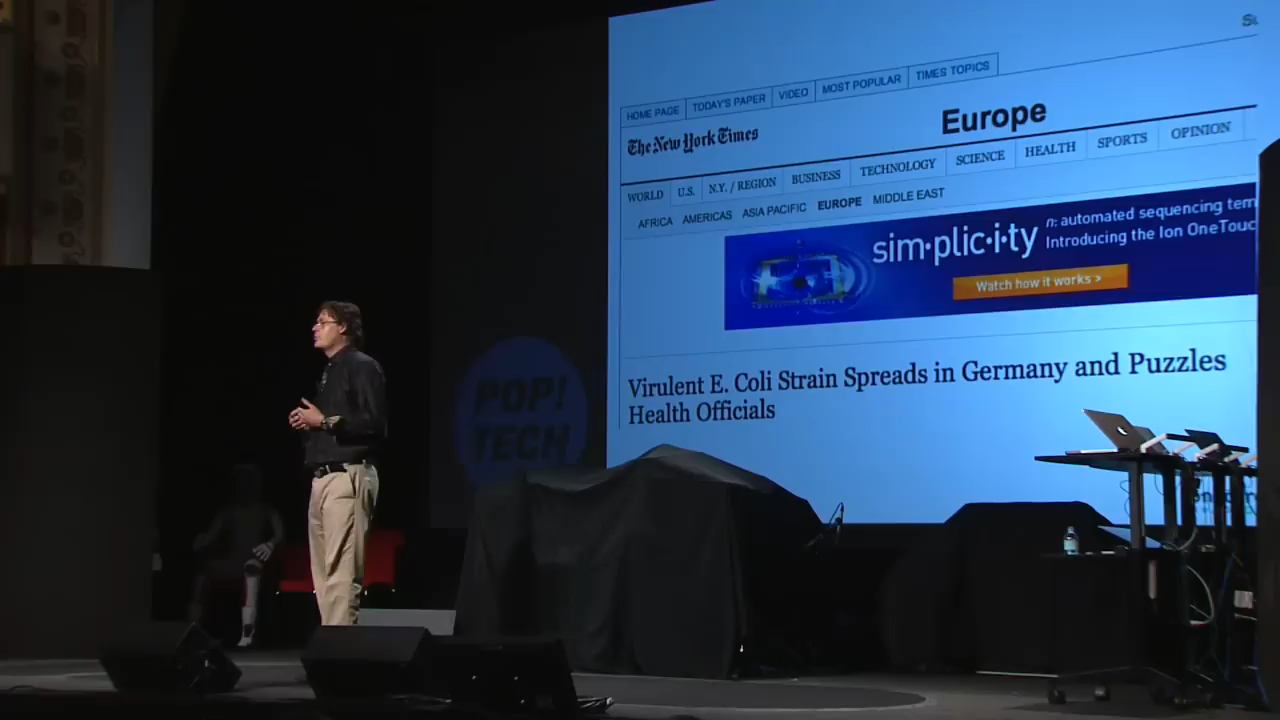 HOME PAGE TODAY'S PAPER VIDEO MOST POPULAR TIMES TOPICS
The New York Times
Europe
WORLD U.S. N.Y. / REGION BUSINESS TECHNOLOGY SCIENCE HEALTH SPORTS OPINION
AFRICA AMERICAS ASIA PACIFIC EUROPE MIDDLE EAST
sim·plic·i·ty
n: automated sequencing
Introducing the Ion
Watch how it works >
Virulent E. Coli Strain Spreads in Germany and Puzzles
Health Officials
POP!
TECH